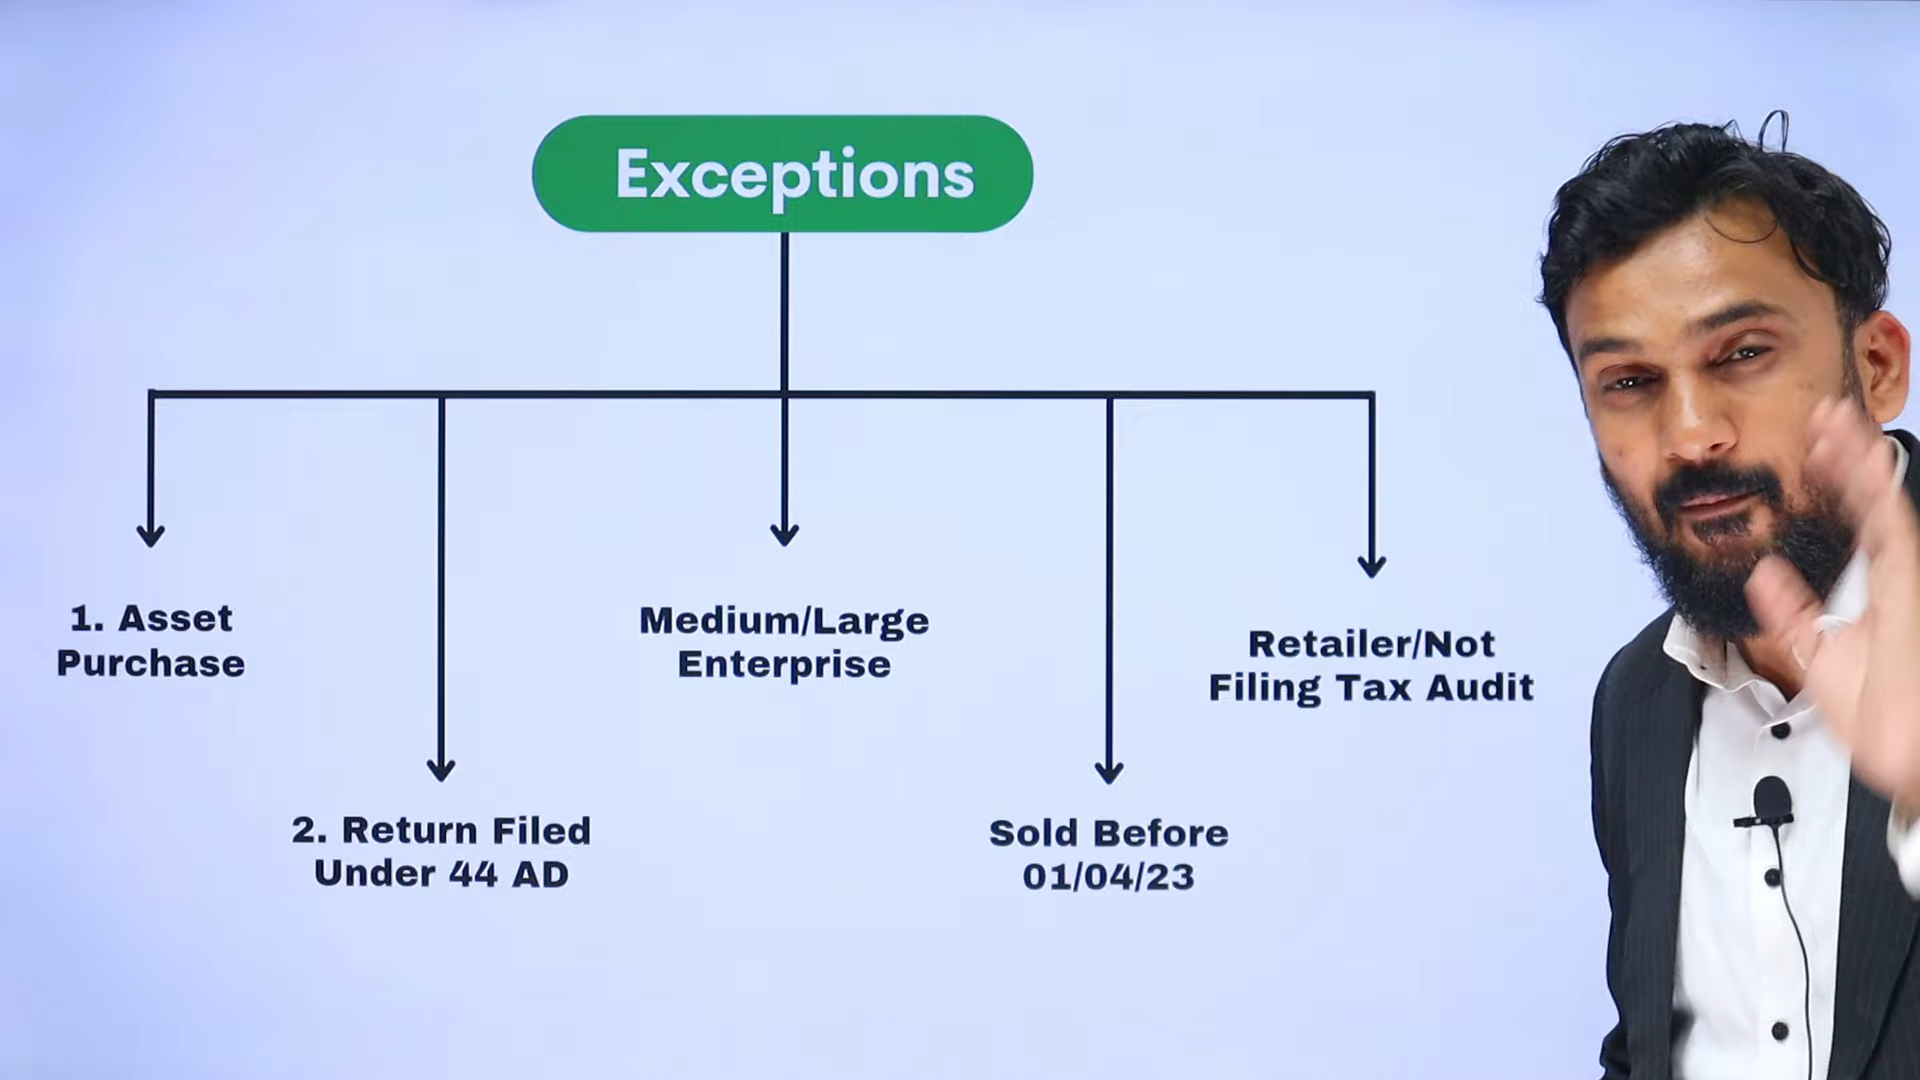 Exceptions
1. Asset
Purchase
2. Return Filed
Under 44 AD
Medium/Large
Enterprise
Sold Before
01/04/23
Retailer/Not
Filing Tax Audit